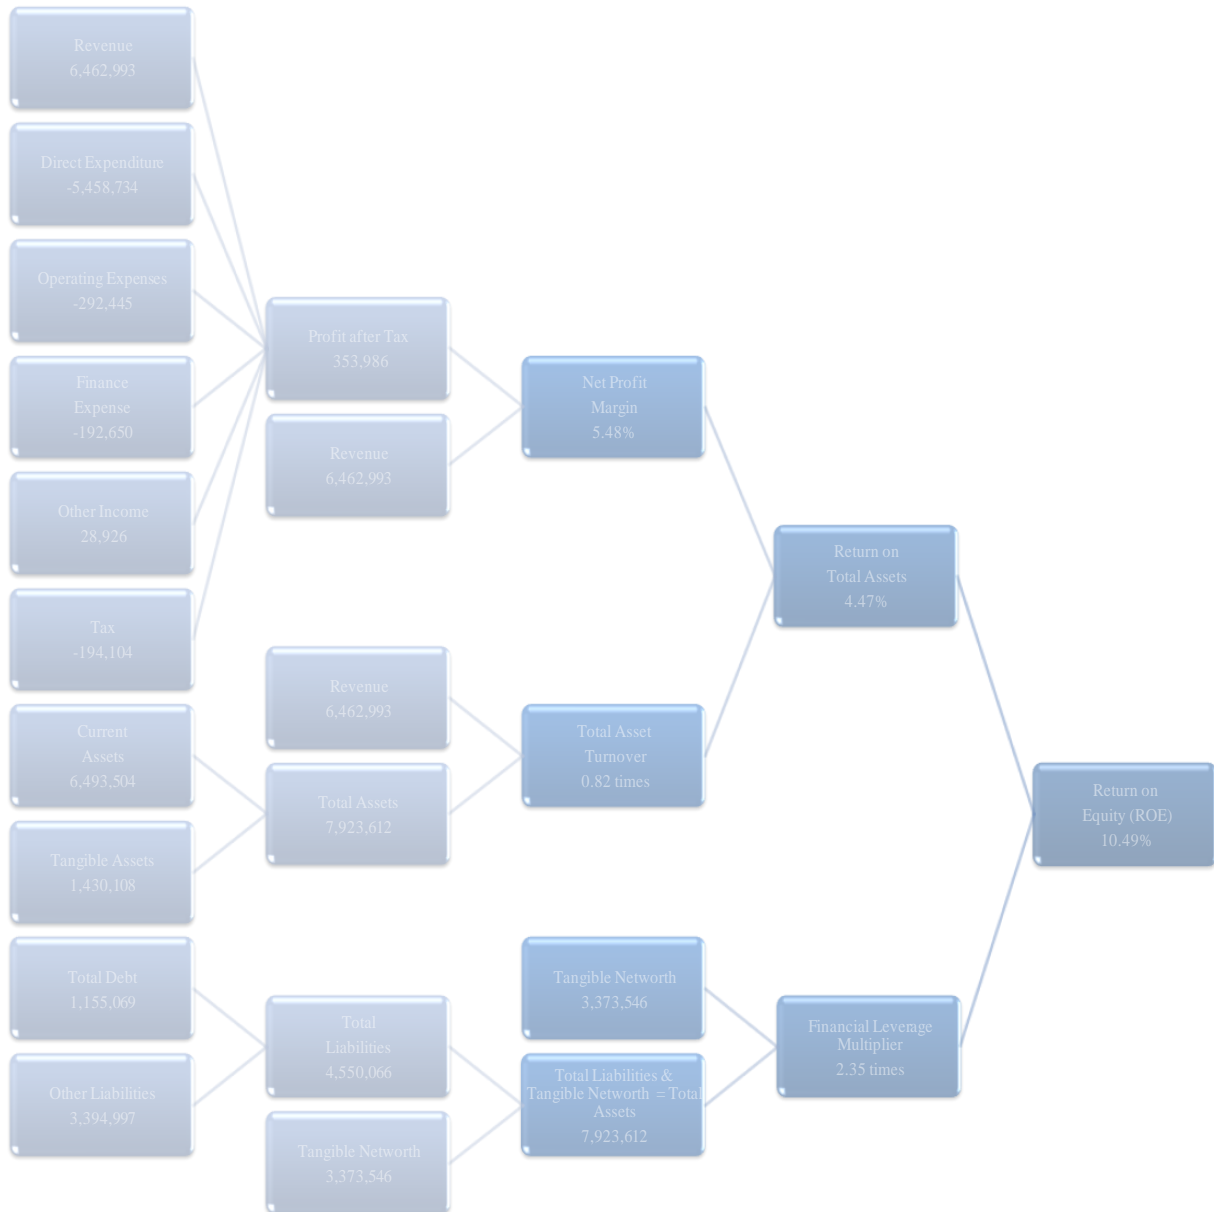 Revenue
6,462,993
Direct Expenditure
-5,458,734
Operating Expenses
-292,445
Finance
Expense
-192,650
Other Income
28,926
Tax
-194,104
Current
Assets
6,493,504
Tangible Assets
1,430,108
Total Debt
1,155,069
Other Liabilities
3,394,997
Profit after Tax
353,986
Revenue
6,462,993
Revenue
6,462,993
Total Assets
7,923,612
Total
Liabilities
4,550,066
Tangible Networth
3,373,546
Net Profit
Margin
5.48%
Total Asset
Turnover
0.82 times
Tangible Networth
3,373,546
Total Liabilities &
Tangible Networth = Total
Assets
7,923,612
Return on
Total Assets
4.47%
Financial Leverage
Multiplier
2.35 times
Return on
Equity (ROE)
10.49%